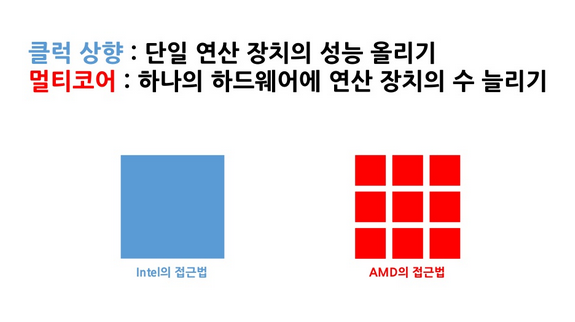 클럭 상향 : 단일 연산 장치의 성능 올리기
멀티코어 : 하나의 하드웨어에 연산 장치의 수 늘리기
Intel의 접근법
AMD의 접근법